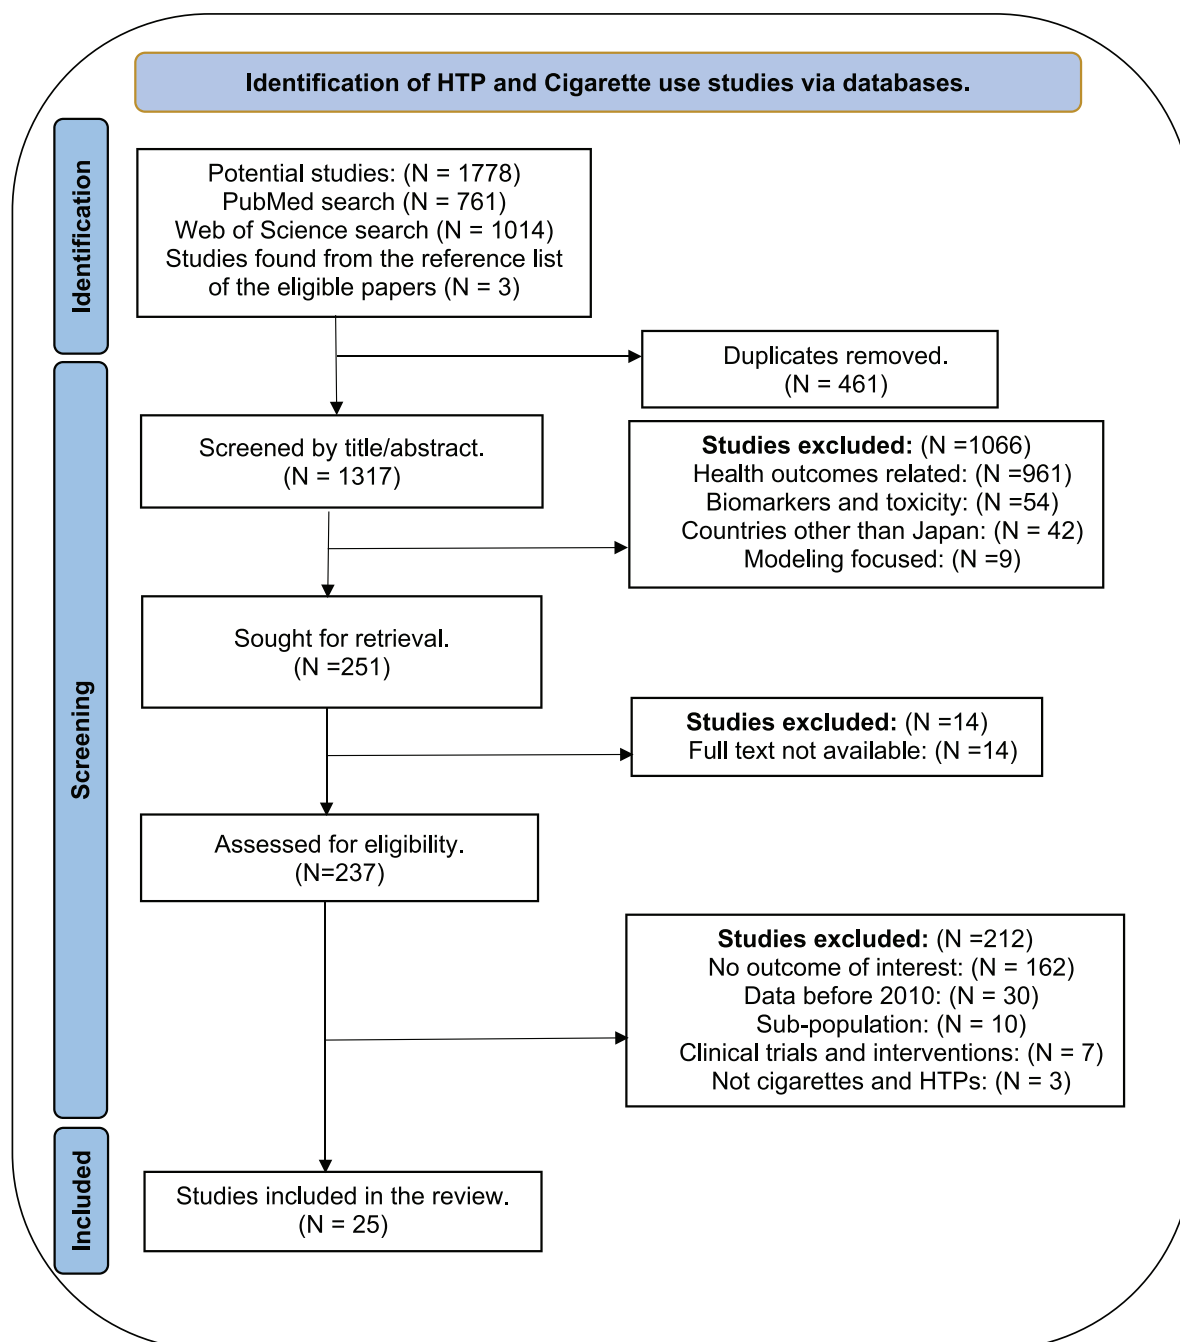 Identification of HTP and Cigarette use studies via databases.
Identification
Potential studies: (N = 1778)
PubMed search (N = 761)
Web of Science search (N = 1014)
Studies found from the reference list
of the eligible papers (N = 3)
Duplicates removed.
(N = 461)
Screening
Screened by title/abstract.
(N = 1317)
Studies excluded: (N =1066)
Health outcomes related: (N =961)
Biomarkers and toxicity: (N =54)
Countries other than Japan: (N = 42)
Modeling focused: (N =9)
Sought for retrieval.
(N =251)
Studies excluded: (N =14)
Full text not available: (N =14)
Assessed for eligibility.
(N=237)
Studies excluded: (N =212)
No outcome of interest: (N = 162)
Data before 2010: (N = 30)
Sub-population: (N = 10)
Clinical trials and interventions: (N = 7)
Not cigarettes and HTPs: (N = 3)
Included
Studies included in the review.
(N = 25)